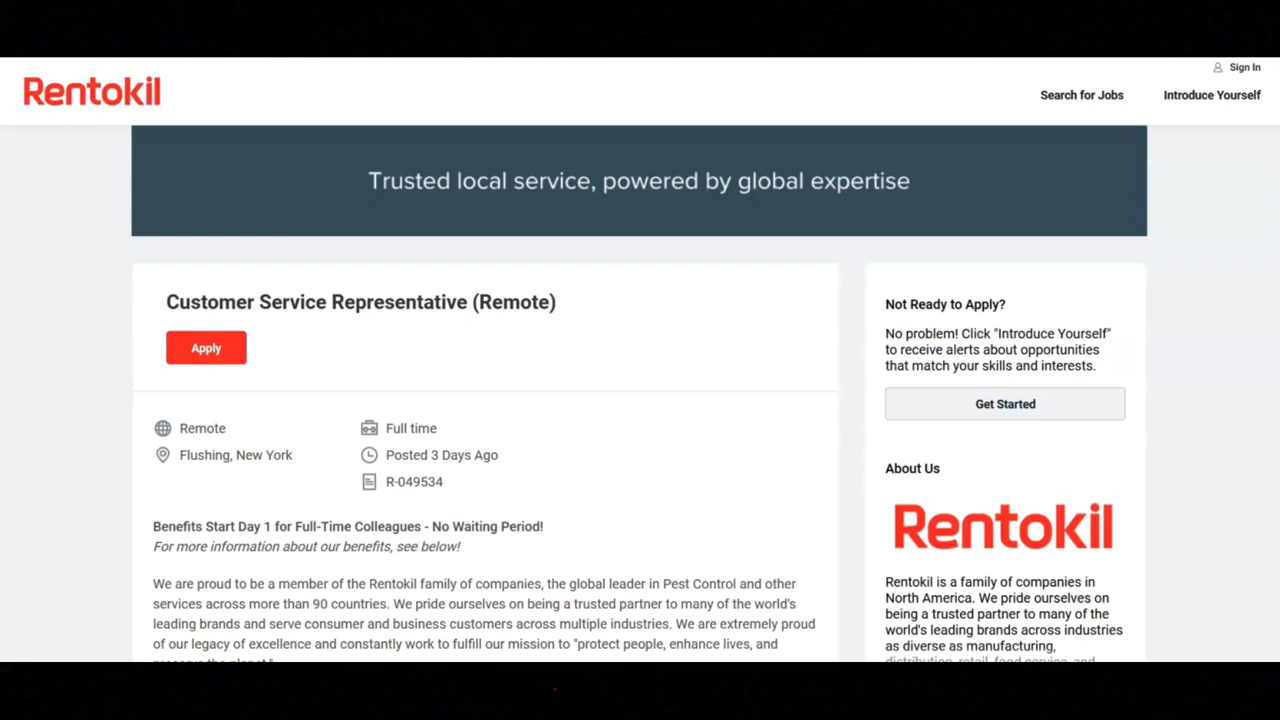 Rentokil
Sign In
Search for Jobs
Introduce Yourself
Trusted local service, powered by global expertise
Customer Service Representative (Remote)
Apply
Remote
Full time
Flushing, New York
Posted 3 Days Ago
R-049534
Benefits Start Day 1 for Full-Time Colleagues - No Waiting Period!
For more information about our benefits, see below!
We are proud to be a member of the Rentokil family of companies, the global leader in Pest Control and other
services across more than 90 countries. We pride ourselves on being a trusted partner to many of the world's
leading brands and serve consumer and business customers across multiple industries. We are extremely proud
of our legacy of excellence and constantly work to fulfill our mission to "protect people, enhance lives, and
preserve the planet."
Not Ready to Apply?
No problem! Click "Introduce Yourself"
to receive alerts about opportunities
that match your skills and interests.
Get Started
About Us
Rentokil
Rentokil is a family of companies in
North America. We pride ourselves on
being a trusted partner to many of the
world's leading brands across industries
as diverse as manufacturing,
distribution, retail, food service, and